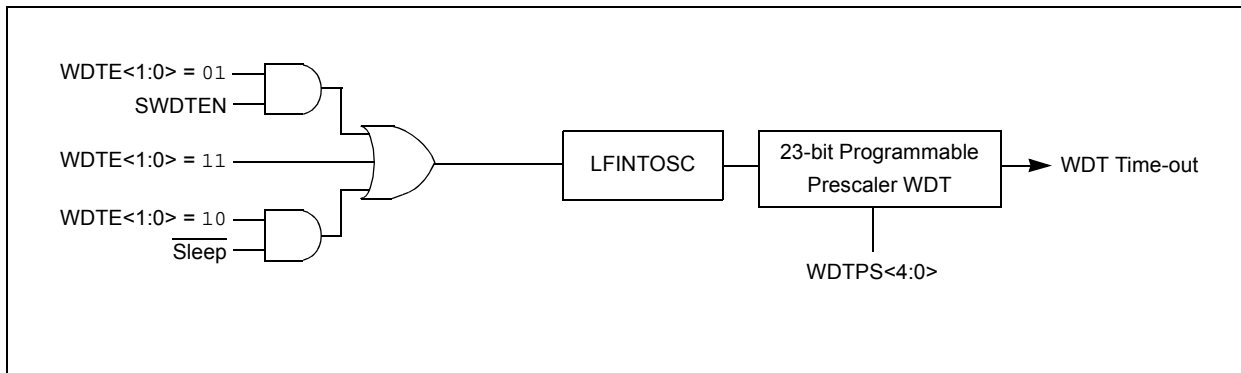 WDTE<1:0> = 01
SWDTEN
WDTE<1:0> = 11
WDTE<1:0> = 10
Sleep
LFINTOSC
23-bit Programmable
Prescaler WDT
WDT Time-out
WDTPS<4:0>